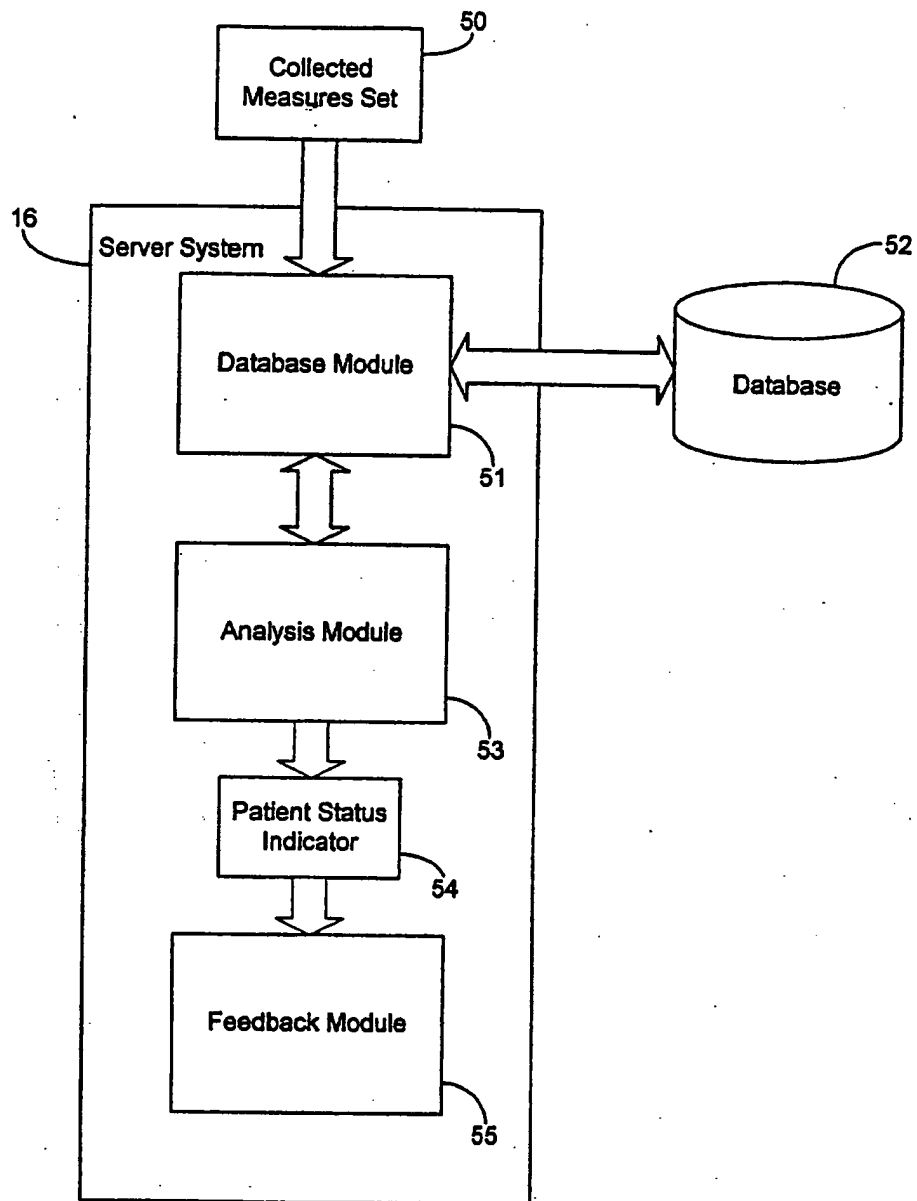 50
Collected
Measures Set
16
Server System
52
Database Module
Database
51
Analysis Module
53
Patient Status
Indicator
54
Feedback Module
55